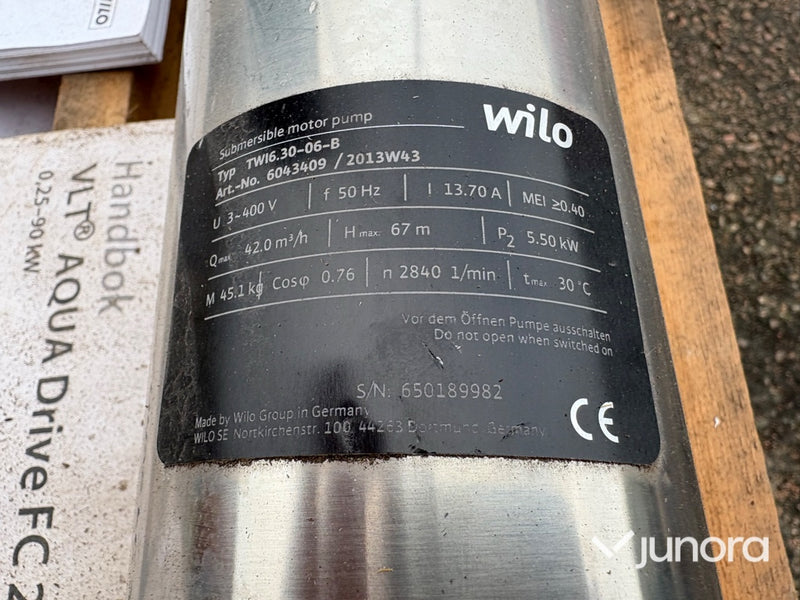 WILO
Handbok
VLT® AQUA Drive FC 2
0.25-90 kW
wilo
Submersible motor pump
Typ TWI6.30-06-B
Art.-No. 6043409 / 2013W43
U 3~400 V f 50 Hz I 13.70 A MEI ≥0.40
Qmax 42.0 m³/h Hmax. 67 m P2 5.50 kW
M 45.1 kg Cosφ 0.76 n 2840 1/min tmax 30 °C
Vor dem Öffnen Pumpe ausschalten
Do not open when switched on
S/N: 650189982
Made by Wilo Group in Germany
WILO SE Nortkirchenstr. 100, 44263 Dortmund, Germany
CE
junora